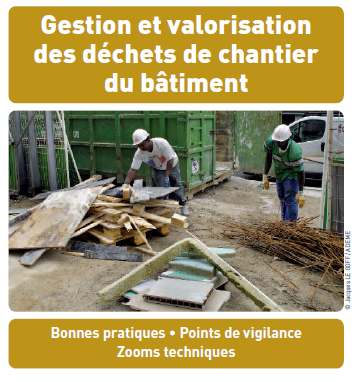 Gestion et valorisation
des déchets de chantier
du bâtiment
© Jacques LE GOFF/ADEME
Bonnes pratiques • Points de vigilance
Zooms techniques